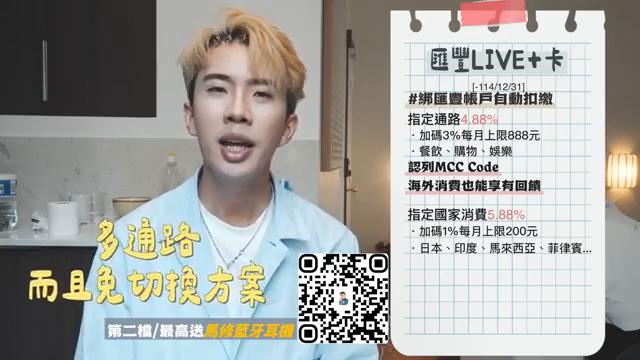 匯豐LIVE+卡
[-114/12/31]
#綁匯豐帳戶自動扣繳
指定通路4.88%
．加碼3%每月上限888元
．餐飲、購物、娛樂
認列MCC Code
海外消費也能享有回饋
指定國家消費5.88%
．加碼1%每月上限200元
．日本、印度、馬來西亞、菲律賓...
多通路
而且免切換方案
第二檔/最高送馬修藍牙耳機